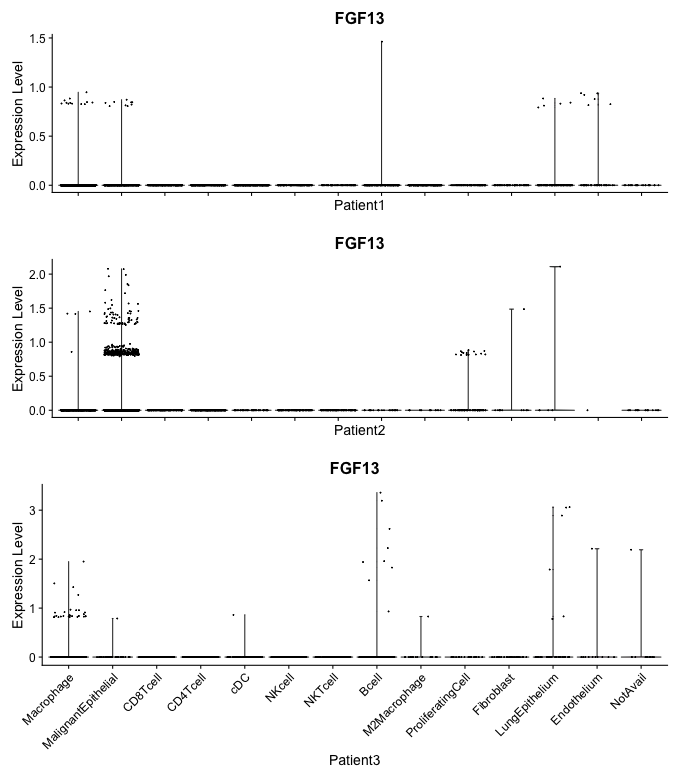 FGF13
Expression Level
1.5
1.0
0.5
0.0
Patient1
FGF13
Expression Level
2.0
1.5
1.0
0.5
0.0
Patient2
FGF13
Expression Level
3
2
1
0
Macrophage
MalignantEpithelial
CD8Tcell
CD4Tcell
cDC
NKcell
NKTcell
Bcell
M2Macrophage
ProliferatingCell
Fibroblast
LungEpithelium
Endothelium
NotAvail
Patient3